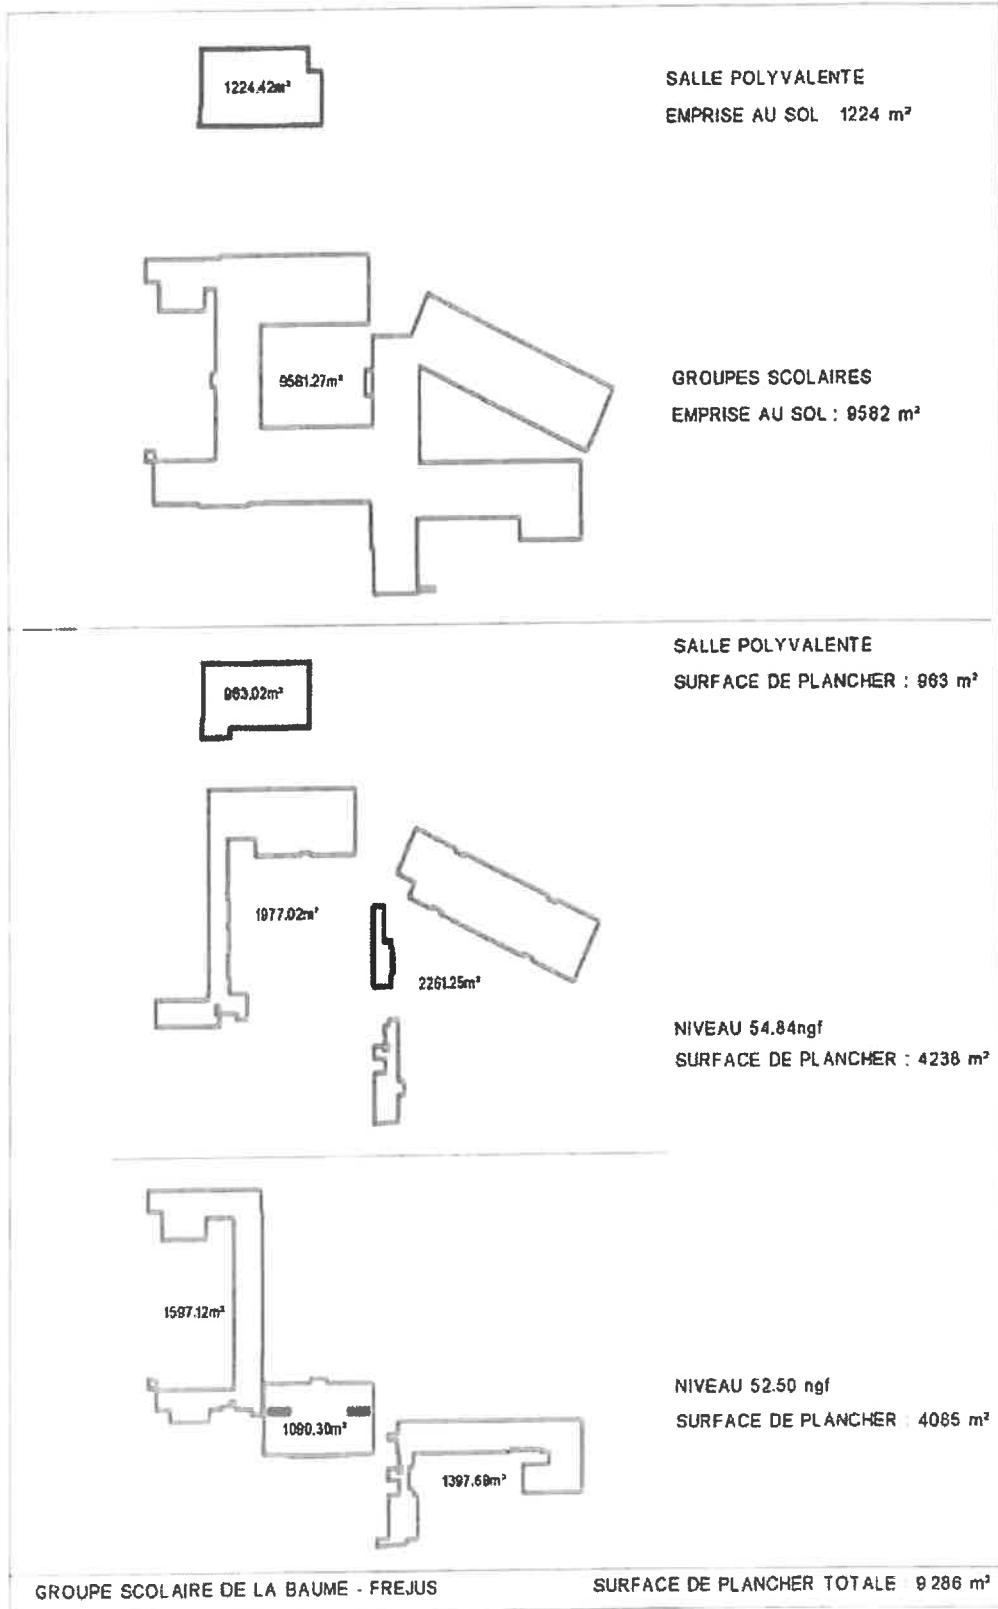 1224.42m²
SALLE POLYVALENTE
EMPRISE AU SOL 1224 m²
9581.27m²
GROUPES SCOLAIRES
EMPRISE AU SOL : 9582 m²
SALLE POLYVALENTE
SURFACE DE PLANCHER : 963 m²
963.02m²
1977.02m²
2261.25m²
NIVEAU 54.84ngf
SURFACE DE PLANCHER : 4238 m²
1597.12m²
1090.30m²
1397.68m²
NIVEAU 52.50 ngf
SURFACE DE PLANCHER : 4085 m²
GROUPE SCOLAIRE DE LA BAUME - FREJUS
SURFACE DE PLANCHER TOTALE : 9 286 m²